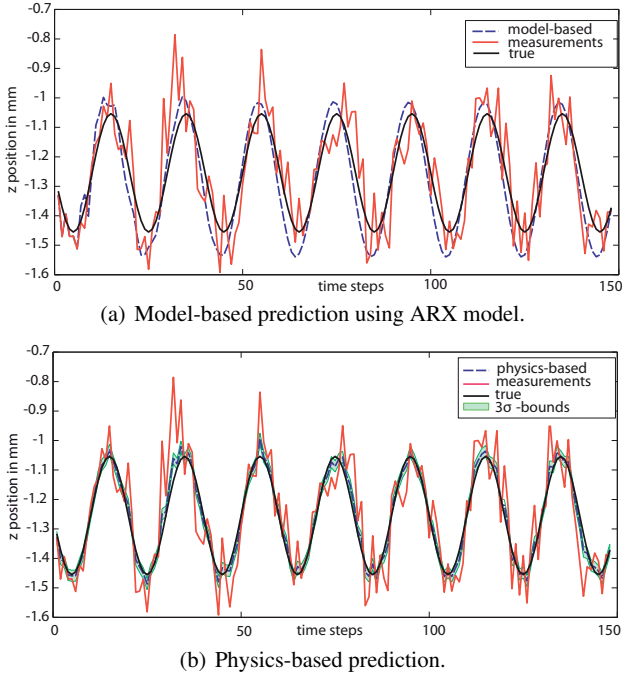 -0.7
-0.8
-0.9
-1
-1.1
-1.2
-1.3
-1.4
-1.5
-1.6
z position in mm
model-based
measurements
true
0
50
100
150
time steps
(a) Model-based prediction using ARX model.
-0.7
-0.8
-0.9
-1
-1.1
-1.2
-1.3
-1.4
-1.5
-1.6
z position in mm
physics-based
measurements
true
3σ -bounds
0
50
100
150
time steps
(b) Physics-based prediction.